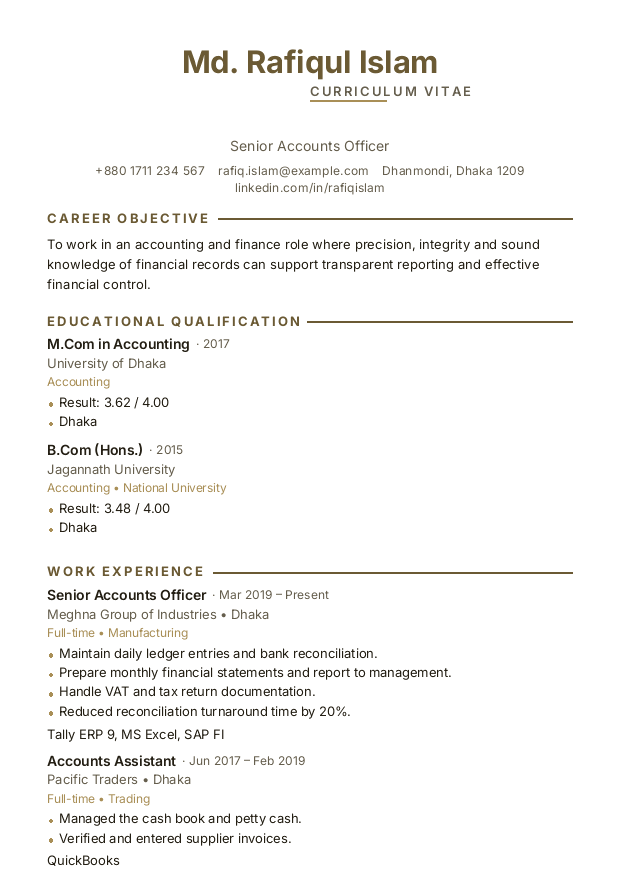 Md. Rafiqul Islam
CURRICULUM VITAE
Senior Accounts Officer
+880 1711 234 567 rafiq.islam@example.com Dhanmondi, Dhaka 1209
linkedin.com/in/rafiqislam
CAREER OBJECTIVE
To work in an accounting and finance role where precision, integrity and sound
knowledge of financial records can support transparent reporting and effective
financial control.
EDUCATIONAL QUALIFICATION
M.Com in Accounting · 2017
University of Dhaka
Accounting
• Result: 3.62 / 4.00
• Dhaka
B.Com (Hons.) · 2015
Jagannath University
Accounting • National University
• Result: 3.48 / 4.00
• Dhaka
WORK EXPERIENCE
Senior Accounts Officer · Mar 2019 – Present
Meghna Group of Industries • Dhaka
Full-time • Manufacturing
• Maintain daily ledger entries and bank reconciliation.
• Prepare monthly financial statements and report to management.
• Handle VAT and tax return documentation.
• Reduced reconciliation turnaround time by 20%.
Tally ERP 9, MS Excel, SAP FI
Accounts Assistant · Jun 2017 – Feb 2019
Pacific Traders • Dhaka
Full-time • Trading
• Managed the cash book and petty cash.
• Verified and entered supplier invoices.
QuickBooks